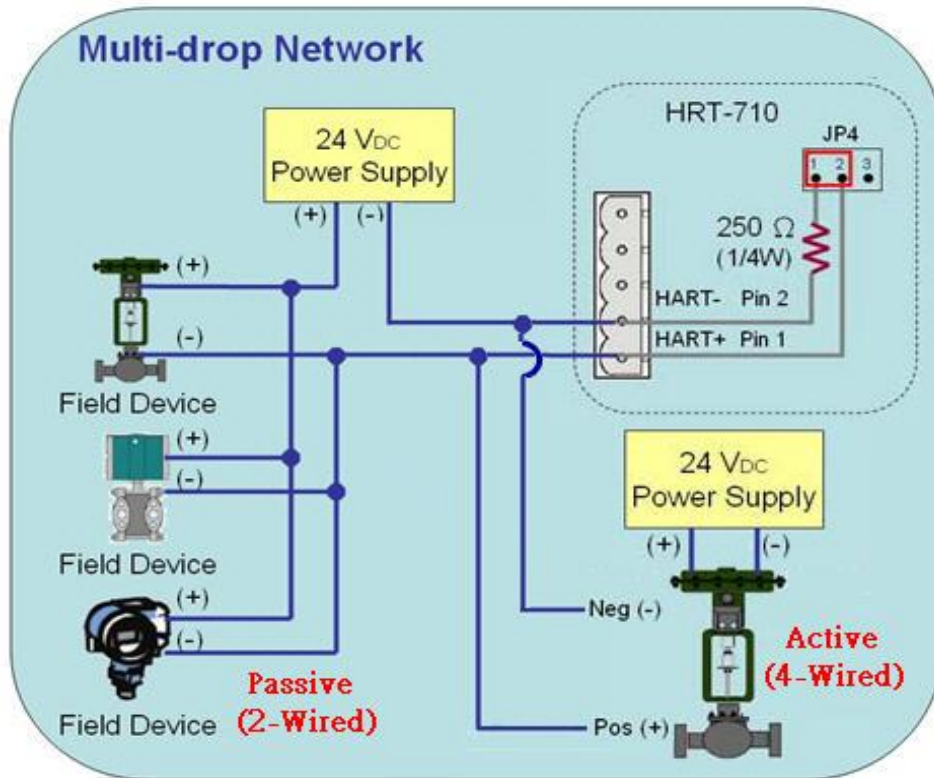 Multi-drop Network
24 VDC
Power Supply
(+) (-)
HRT-710
JP4
1 2 3
250 Ω
(1/4W)
HART- Pin 2
HART+ Pin 1
(+)
(-)
Field Device
(+)
(-)
Field Device
(+)
(-)
Field Device
Passive
(2-Wired)
24 VDC
Power Supply
(+) (-)
Neg (-)
Active
(4-Wired)
Pos (+)